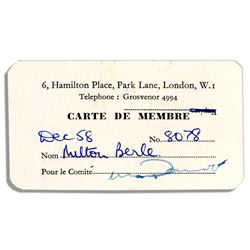 6, Hamilton Place, Park Lane, London, W.1
Telephone : Grosvenor 4994
CARTE DE MEMBRE
Dec 58 No. 8078
Nom Milton Berle
Pour le Comité